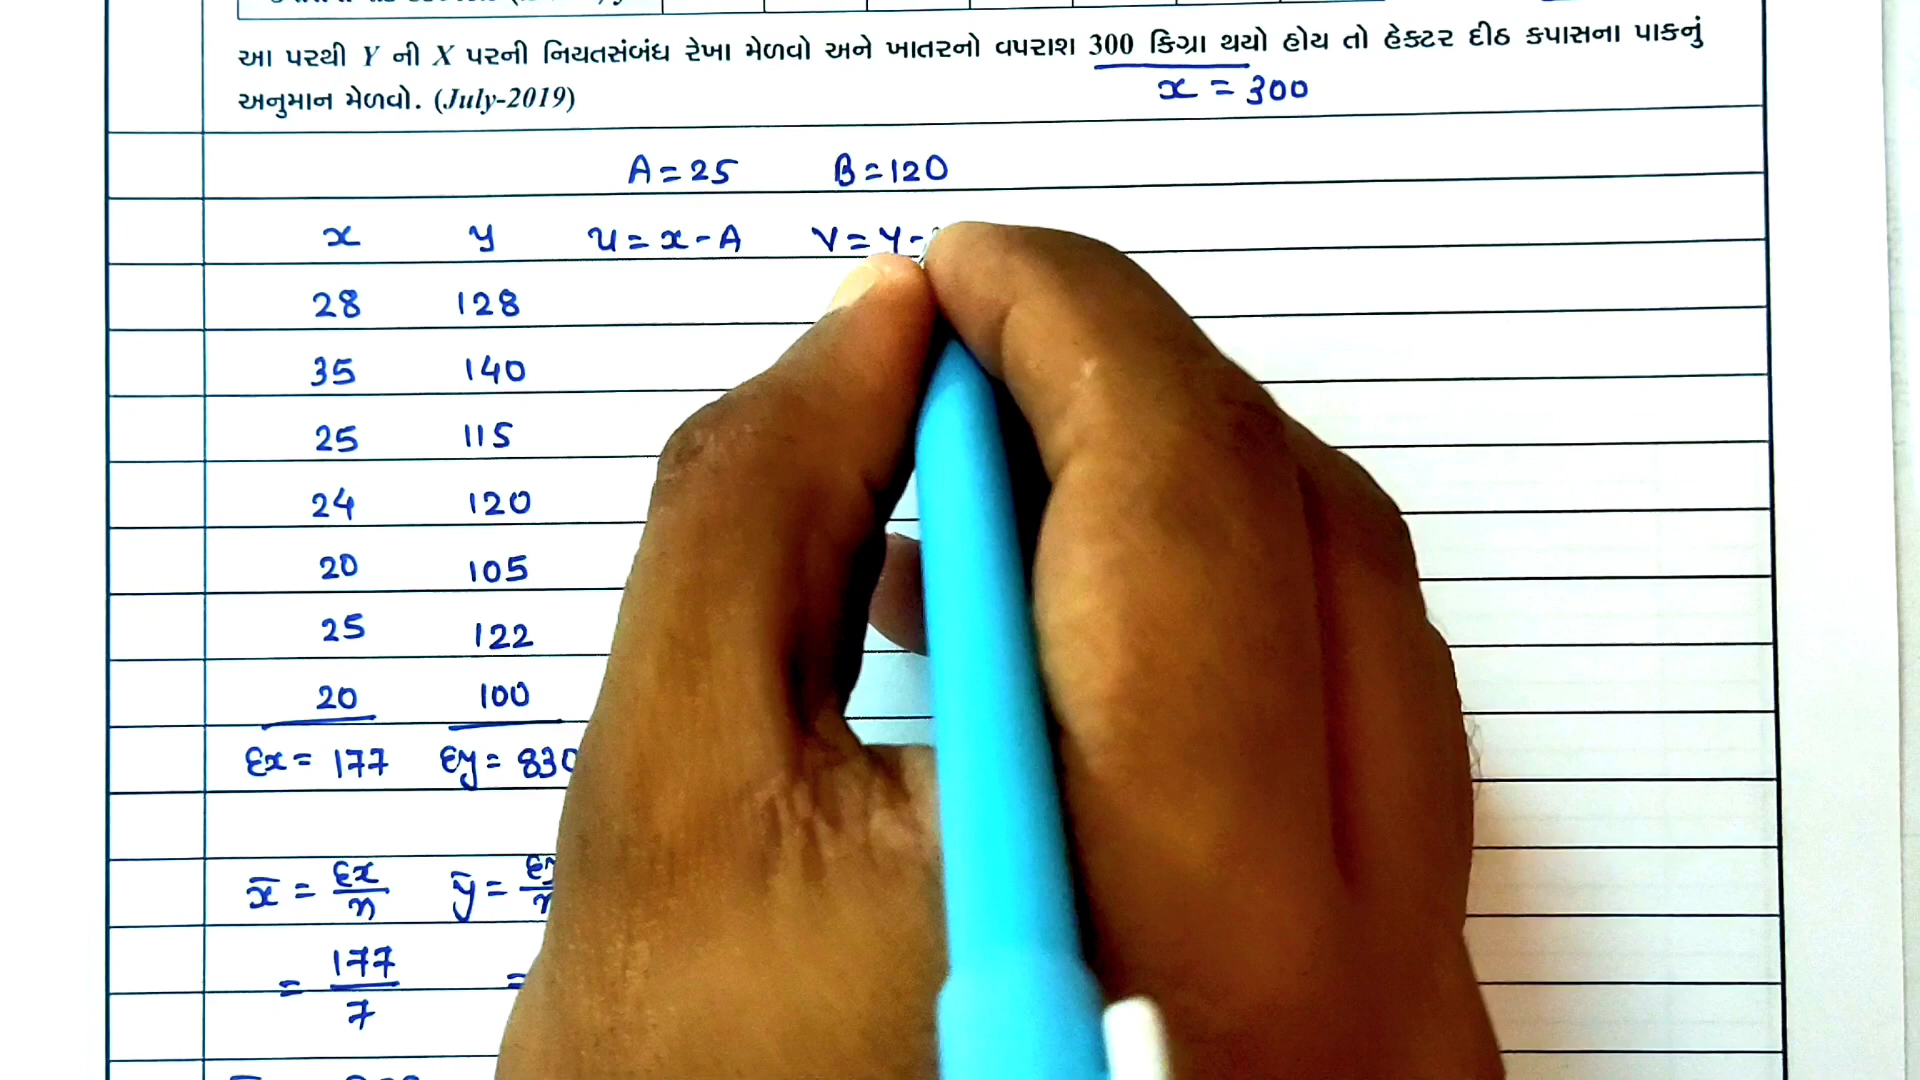 આ પરથી Y ની X પરની નિયતસંબંધ રેખા મેળવો અને ખાતરનો વપરાશ 300 કિગ્રા થયો હોય તો હેક્ટર દીઠ કપાસના પાકનું
અનુમાન મેળવો. (July-2019)
x = 300
A = 25 B = 120
x y u = x - A V = Y -
28 128
35 140
25 115
24 120
20 105
25 122
20 100
Σx = 177 Σy = 830
x̄ = Σx/n ȳ =
= 177/7 =